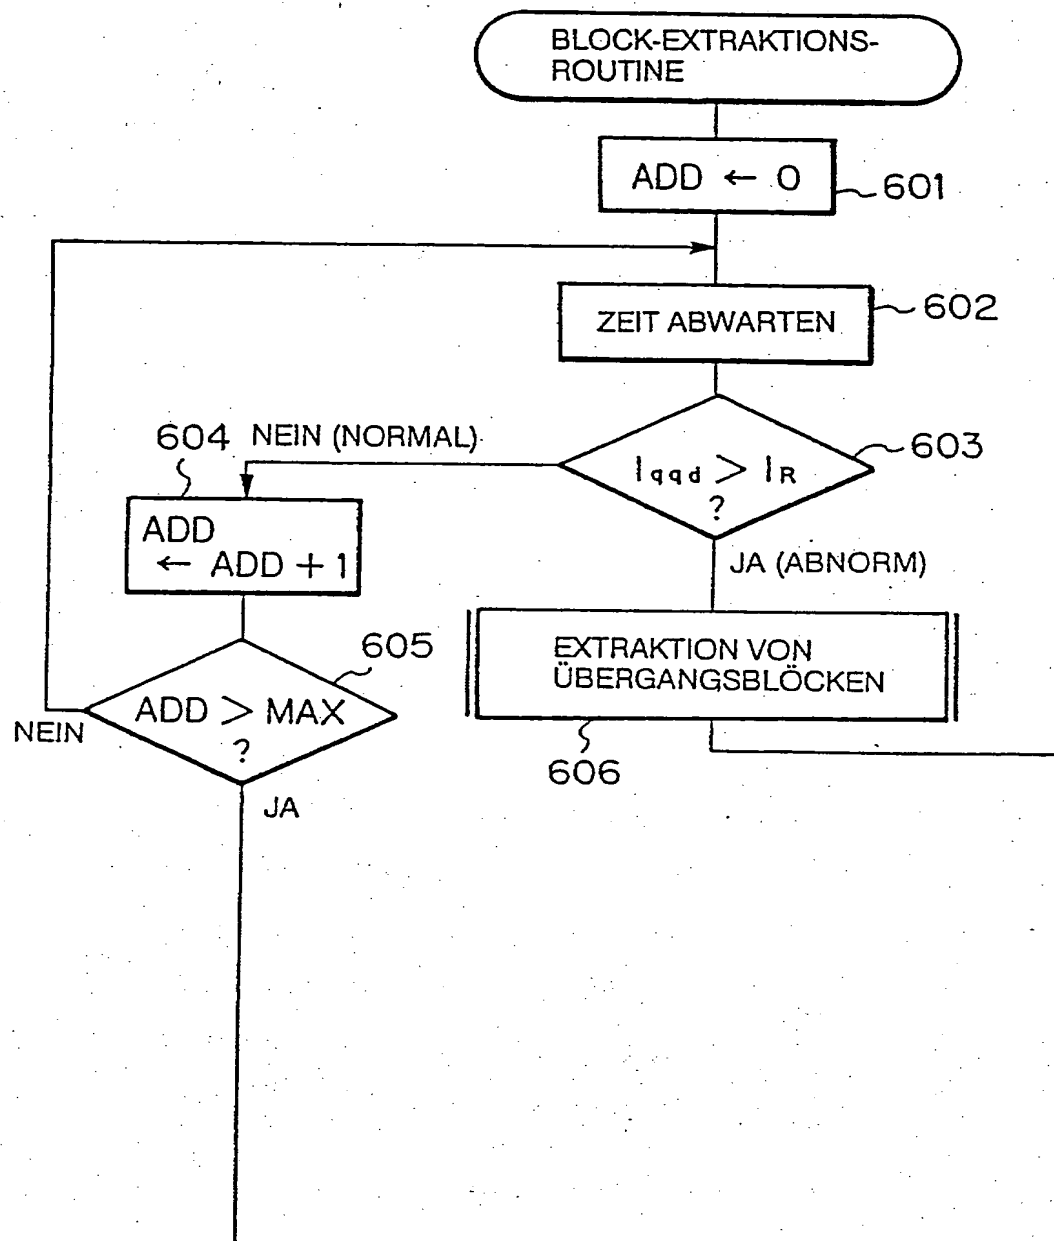 BLOCK-EXTRAKTIONS-
ROUTINE
ADD ← 0
601
ZEIT ABWARTEN
602
604
NEIN (NORMAL)
Iqqd > IR
?
603
ADD
← ADD + 1
JA (ABNORM)
605
EXTRAKTION VON
ÜBERGANGSBLÖCKEN
ADD > MAX
?
NEIN
606
JA